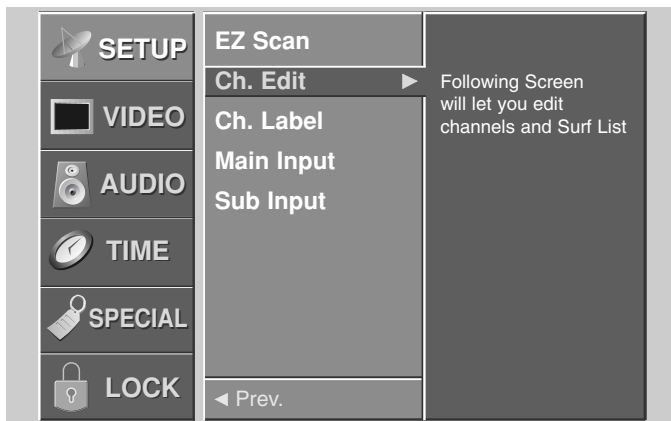 SETUP
VIDEO
AUDIO
TIME
SPECIAL
LOCK
EZ Scan
Ch. Edit ►
Ch. Label
Main Input
Sub Input
◄ Prev.
Following Screen
will let you edit
channels and Surf List